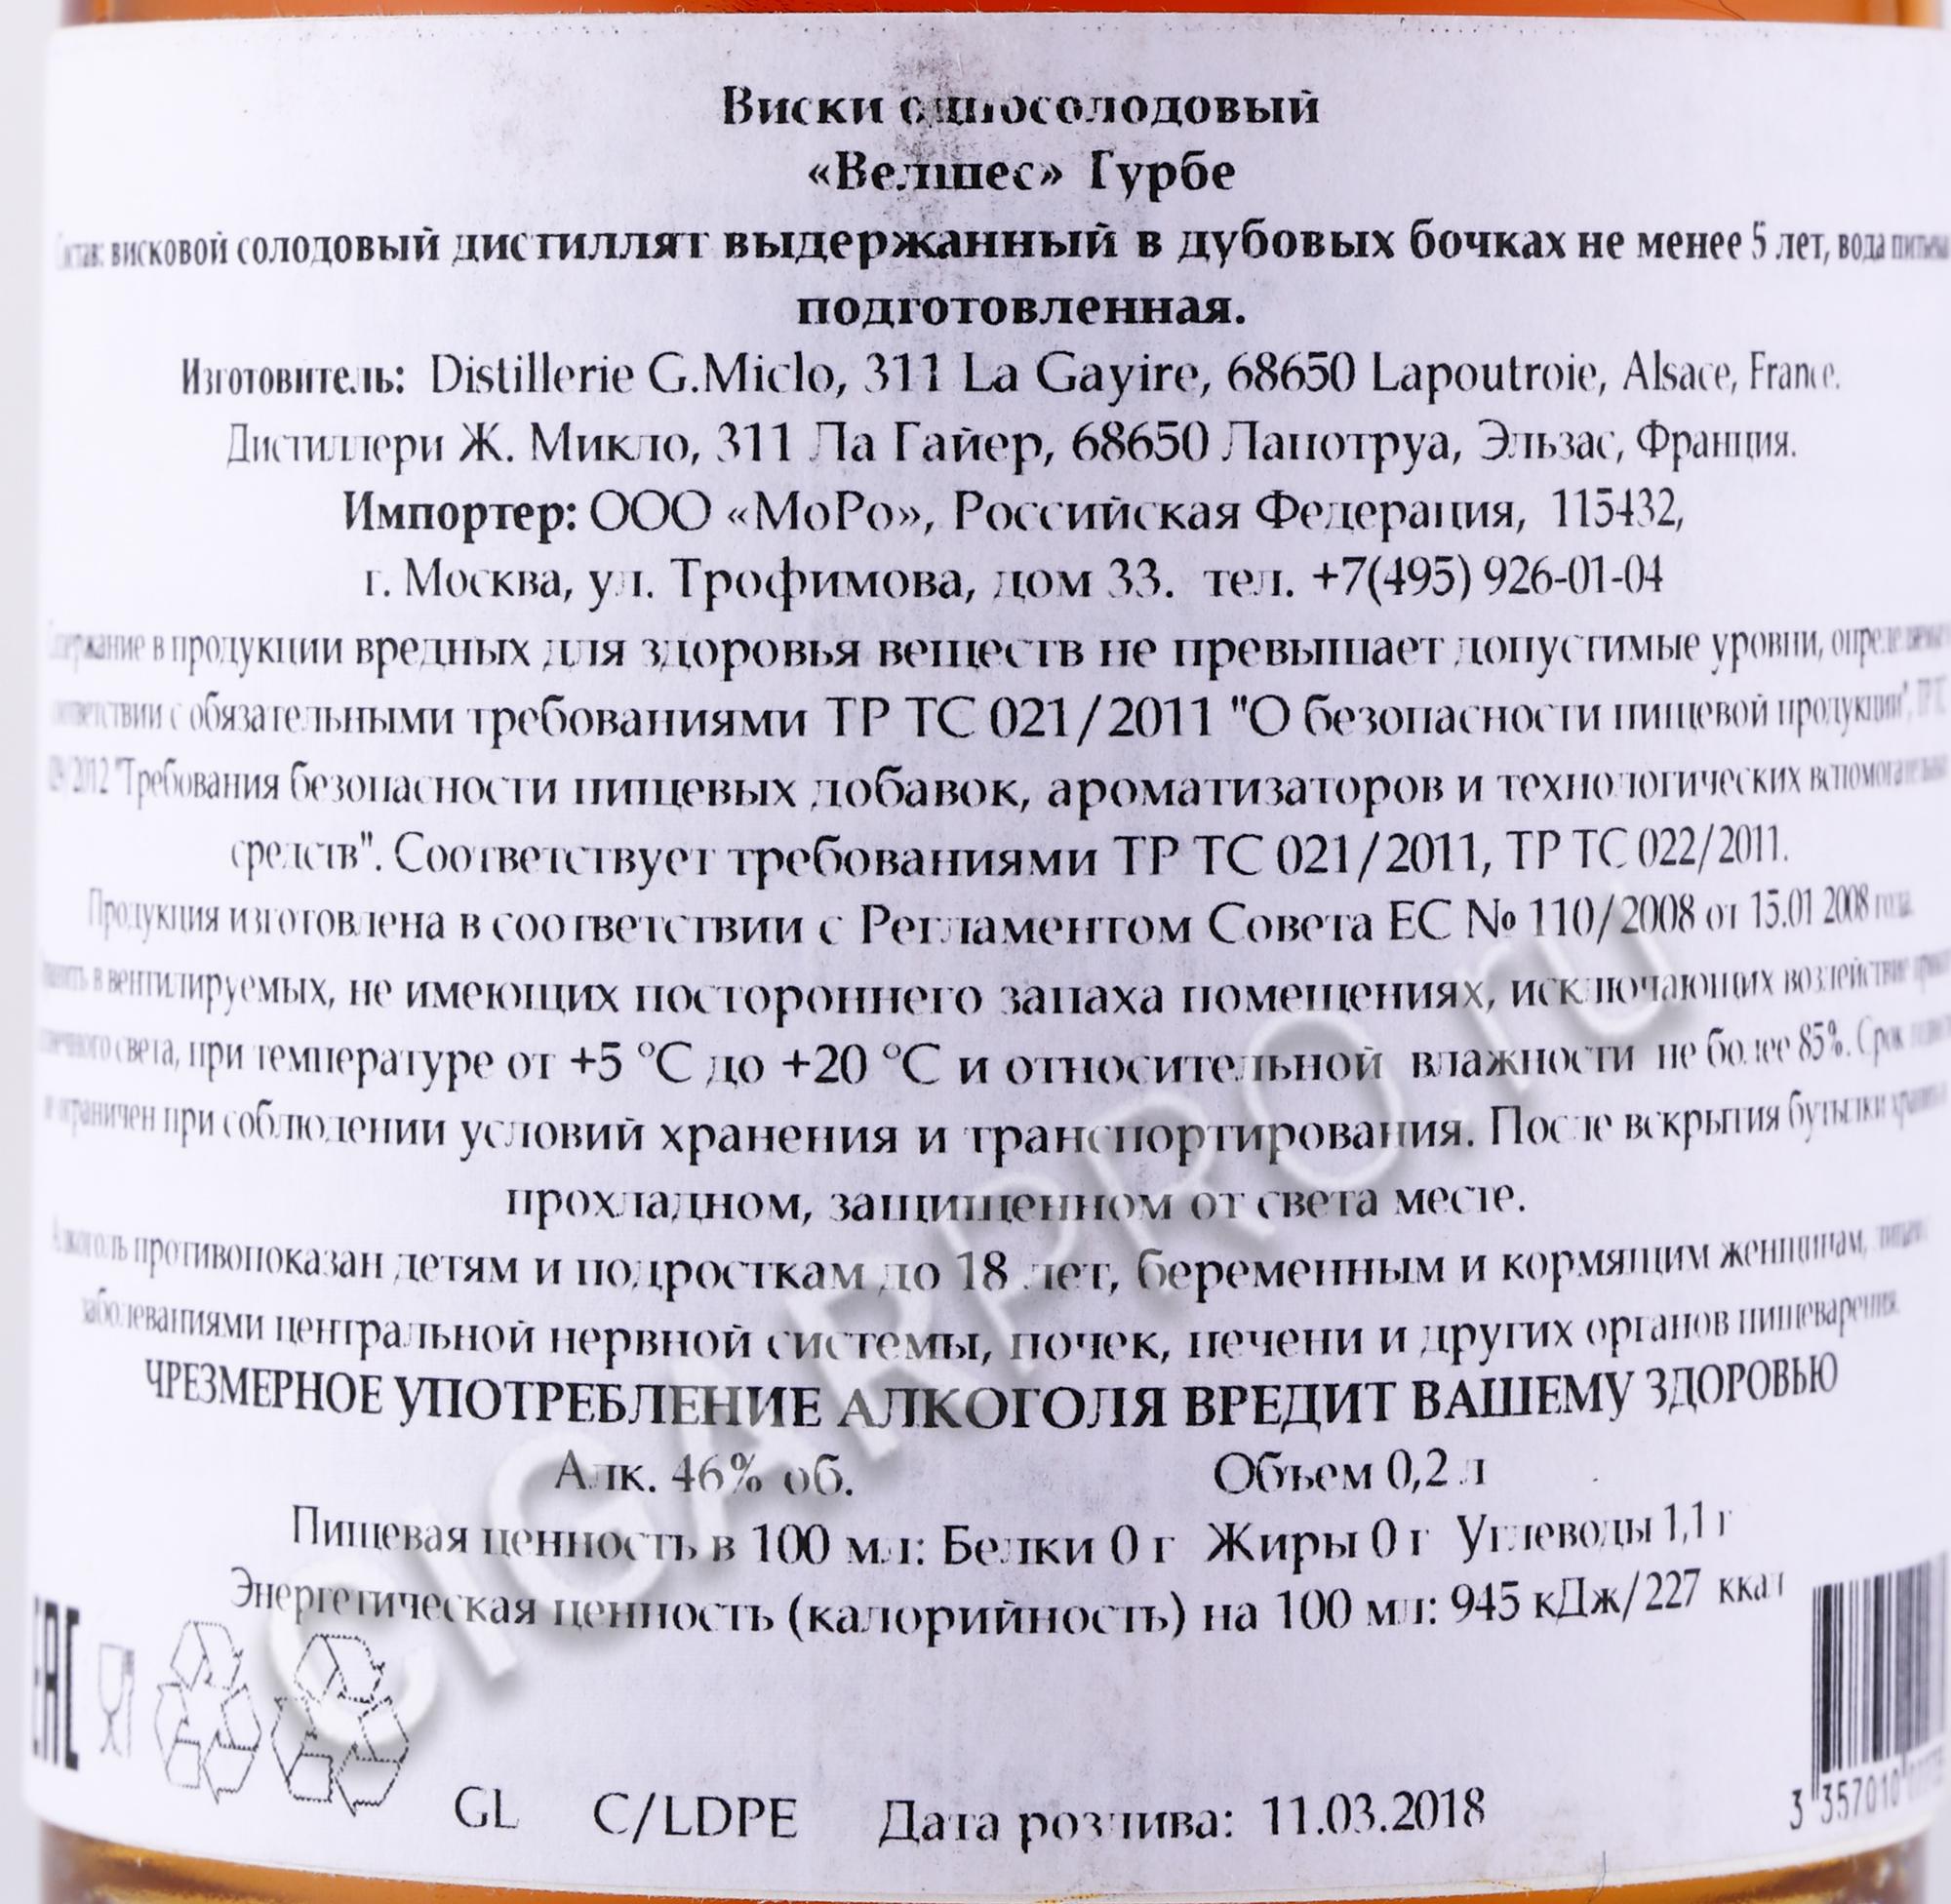 Виски односолодовый
«Велшес» Гурбе
Состав: висковой солодовый дистиллят выдержанный в дубовых бочках не менее 5 лет, вода
подготовленная.
Изготовитель: Distillerie G.Miclo, 311 La Gayire, 68650 Lapoutroie, Alsace, France.
Дистиллери Ж. Микло, 311 Ла Гайер, 68650 Лапотруа, Эльзас, Франция.
Импортер: ООО «МоРо», Российская Федерация, 115432,
г. Москва, ул. Трофимова, дом 33. тел. +7(495) 926-01-04
Содержание в продукции вредных для здоровья веществ не превышает допустимые уровни,
обязательными требованиями ТР ТС 021/2011 "О безопасности пищевой продукции", ТР ТС
029/2012 "Требования безопасности пищевых добавок, ароматизаторов и технологических вспомогательных
средств". Соответствует требованиями ТР ТС 021/2011, ТР ТС 022/2011.
Продукция изготовлена в соответствии с Регламентом Совета ЕС № 110/2008 от 15.01 2008 года.
в вентилируемых, не имеющих постороннего запаха помещениях, исключающих воздействие
света, при температуре от +5 °С до +20 °С и относительной влажности не более 85%. Срок
ограничен при соблюдении условий хранения и транспортирования. После вскрытия бутылки
прохладном, защищенном от света месте.
Алкоголь противопоказан детям и подросткам до 18 лет, беременным и кормящим женщинам,
заболеваниями центральной нервной системы, почек, печени и других органов пищеварения.
ЧРЕЗМЕРНОЕ УПОТРЕБЛЕНИЕ АЛКОГОЛЯ ВРЕДИТ ВАШЕМУ ЗДОРОВЬЮ
Алк. 46% об. Объем 0,2 л
Пищевая ценность в 100 мл: Белки 0 г Жиры 0 г Углеводы 1,1 г
Энергетическая ценность (калорийность) на 100 мл: 945 кДж/227 ккал
EAC
GL C/LDPE Дата розлива: 11.03.2018
3 357010
CIGARPRO.ru